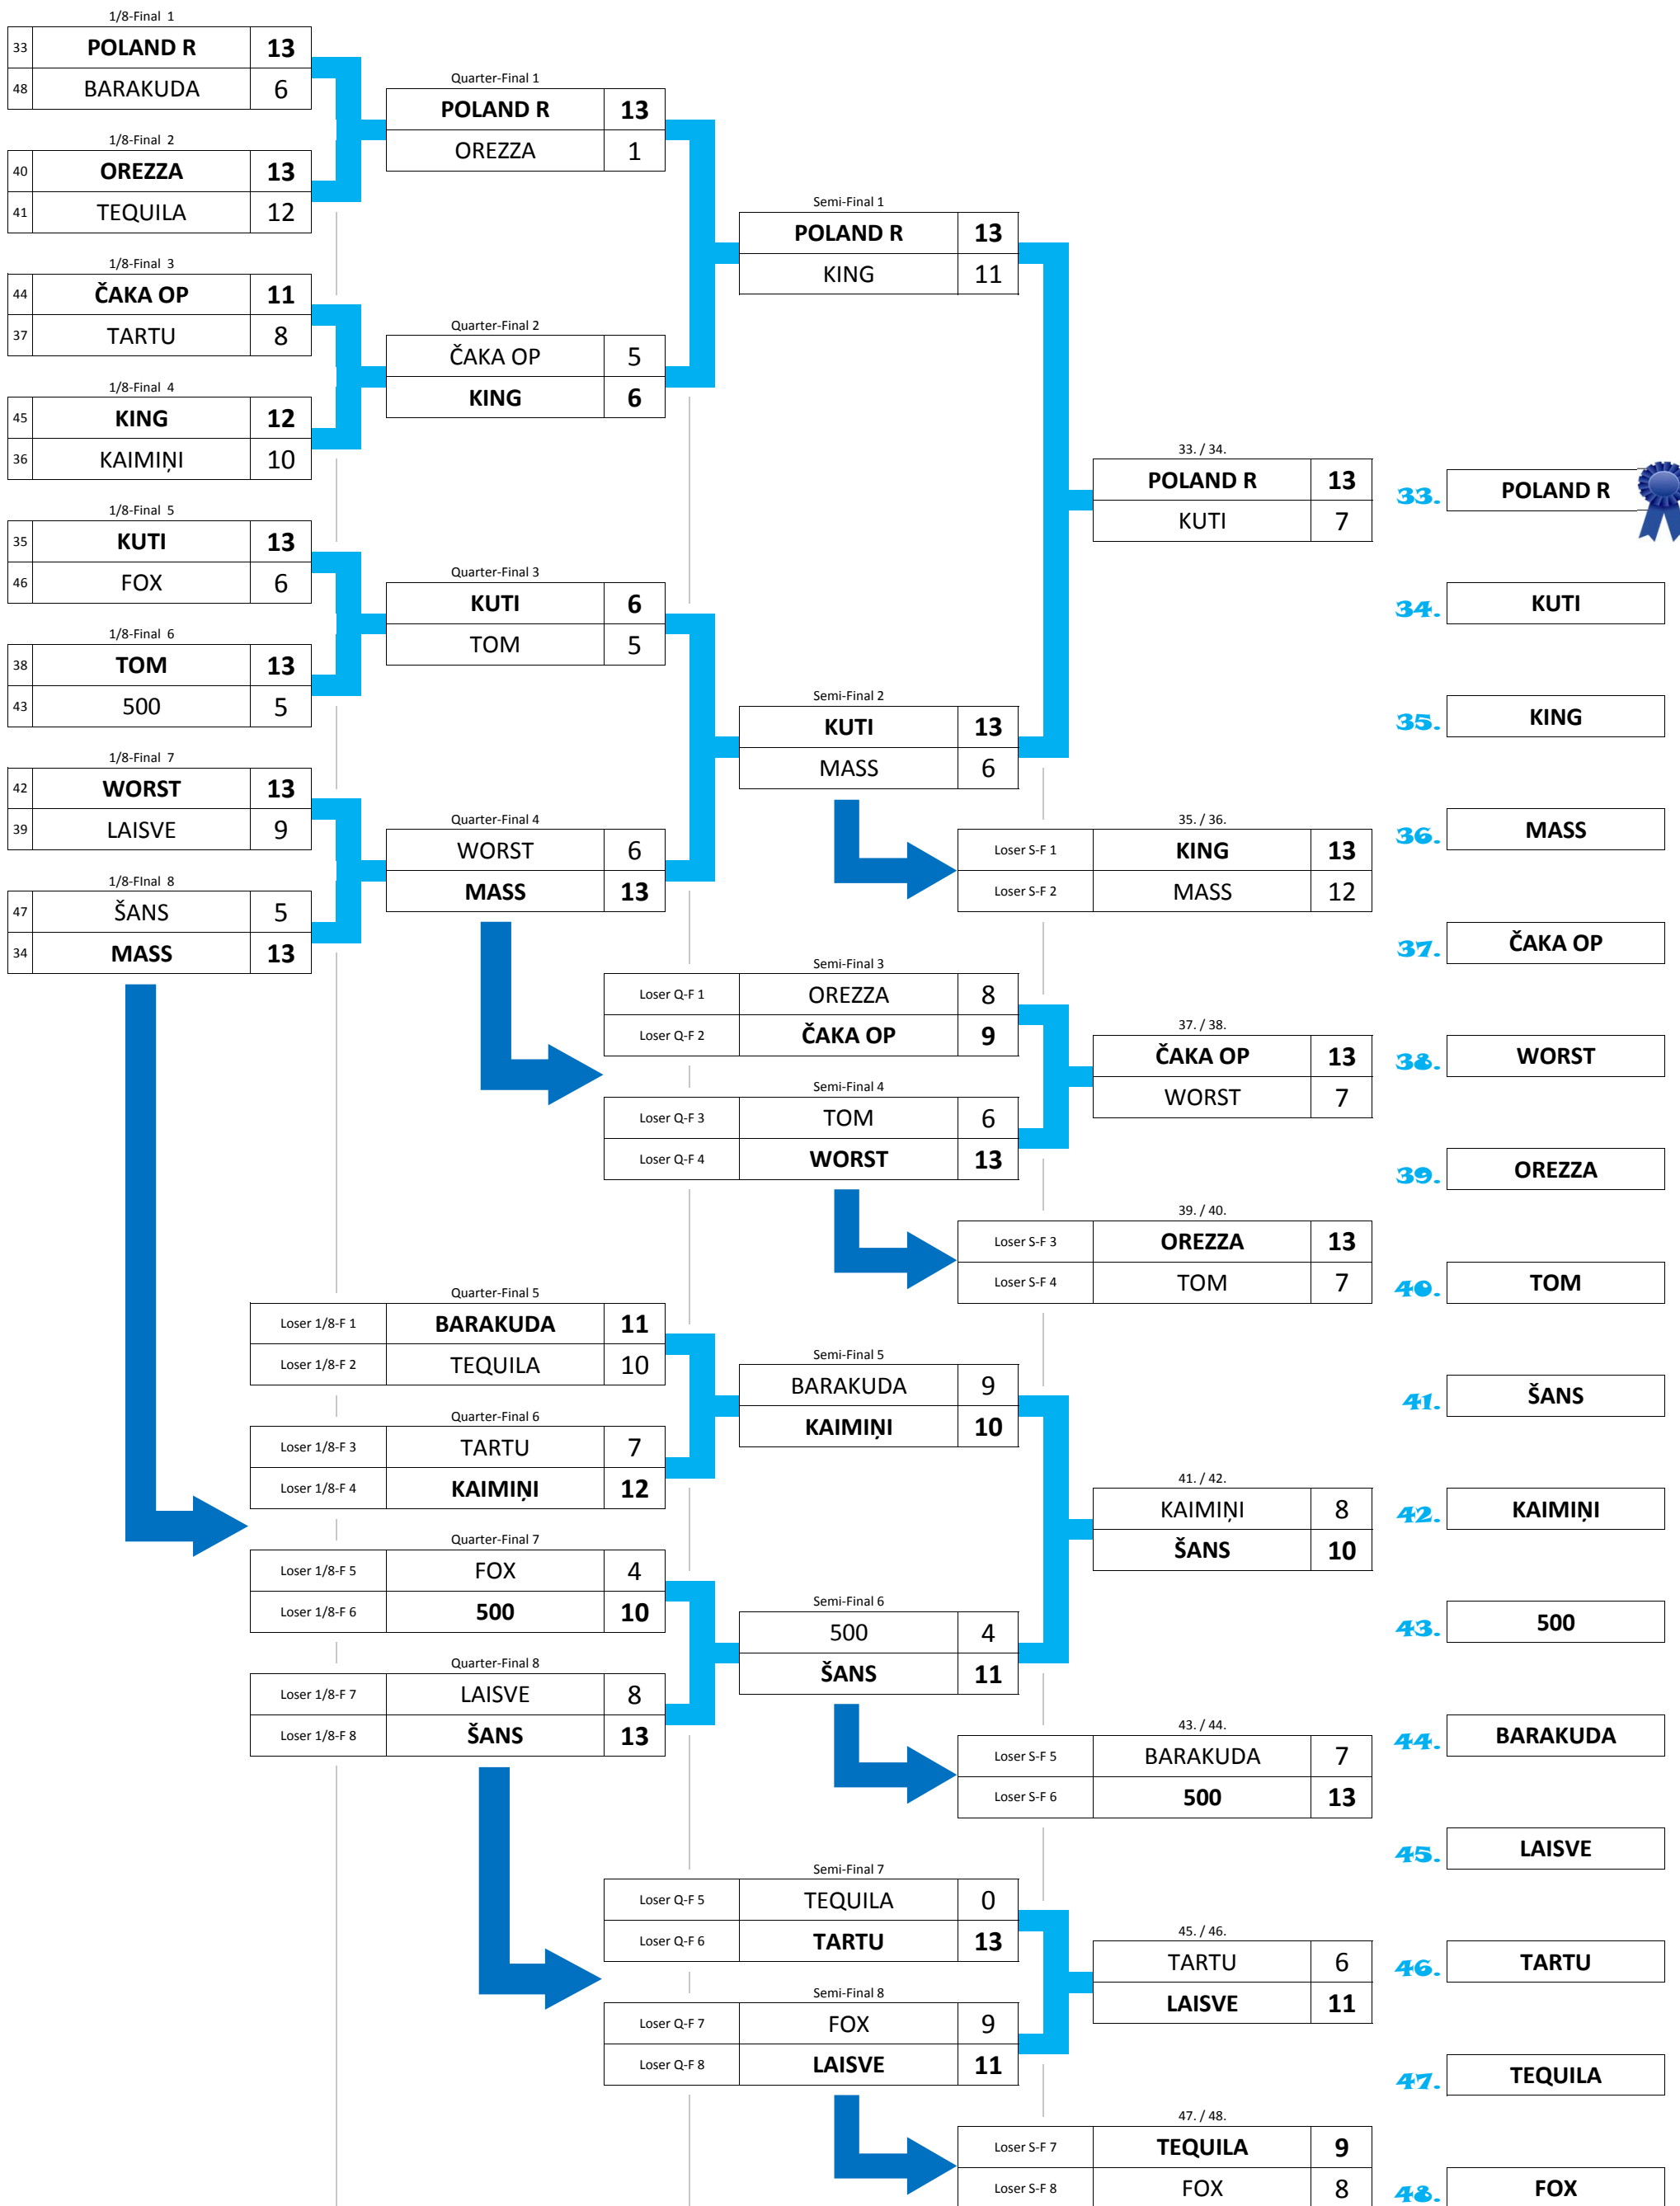 1/8-Final 1
33 POLAND R 13
48 BARAKUDA 6
1/8-Final 2
40 OREZZA 13
41 TEQUILA 12
1/8-Final 3
44 ČAKA OP 11
37 TARTU 8
1/8-Final 4
45 KING 12
36 KAIMIŅI 10
1/8-Final 5
35 KUTI 13
46 FOX 6
1/8-Final 6
38 TOM 13
43 500 5
1/8-Final 7
42 WORST 13
39 LAISVE 9
1/8-FInal 8
47 ŠANS 5
34 MASS 13
Quarter-Final 1
POLAND R 13
OREZZA 1
Quarter-Final 2
ČAKA OP 5
KING 6
Quarter-Final 3
KUTI 6
TOM 5
Quarter-Final 4
WORST 6
MASS 13
Semi-Final 1
POLAND R 13
KING 11
Semi-Final 2
KUTI 13
MASS 6
33. / 34.
POLAND R 13
KUTI 7
35. / 36.
Loser S-F 1 KING 13
Loser S-F 2 MASS 12
Semi-Final 3
Loser Q-F 1 OREZZA 8
Loser Q-F 2 ČAKA OP 9
Semi-Final 4
Loser Q-F 3 TOM 6
Loser Q-F 4 WORST 13
37. / 38.
ČAKA OP 13
WORST 7
39. / 40.
Loser S-F 3 OREZZA 13
Loser S-F 4 TOM 7
Quarter-Final 5
Loser 1/8-F 1 BARAKUDA 11
Loser 1/8-F 2 TEQUILA 10
Quarter-Final 6
Loser 1/8-F 3 TARTU 7
Loser 1/8-F 4 KAIMIŅI 12
Quarter-Final 7
Loser 1/8-F 5 FOX 4
Loser 1/8-F 6 500 10
Quarter-Final 8
Loser 1/8-F 7 LAISVE 8
Loser 1/8-F 8 ŠANS 13
Semi-Final 5
BARAKUDA 9
KAIMIŅI 10
Semi-Final 6
500 4
ŠANS 11
41. / 42.
KAIMIŅI 8
ŠANS 10
43. / 44.
Loser S-F 5 BARAKUDA 7
Loser S-F 6 500 13
Semi-Final 7
Loser Q-F 5 TEQUILA 0
Loser Q-F 6 TARTU 13
Semi-Final 8
Loser Q-F 7 FOX 9
Loser Q-F 8 LAISVE 11
45. / 46.
TARTU 6
LAISVE 11
47. / 48.
Loser S-F 7 TEQUILA 9
Loser S-F 8 FOX 8
33. POLAND R
34. KUTI
35. KING
36. MASS
37. ČAKA OP
38. WORST
39. OREZZA
40. TOM
41. ŠANS
42. KAIMIŅI
43. 500
44. BARAKUDA
45. LAISVE
46. TARTU
47. TEQUILA
48. FOX